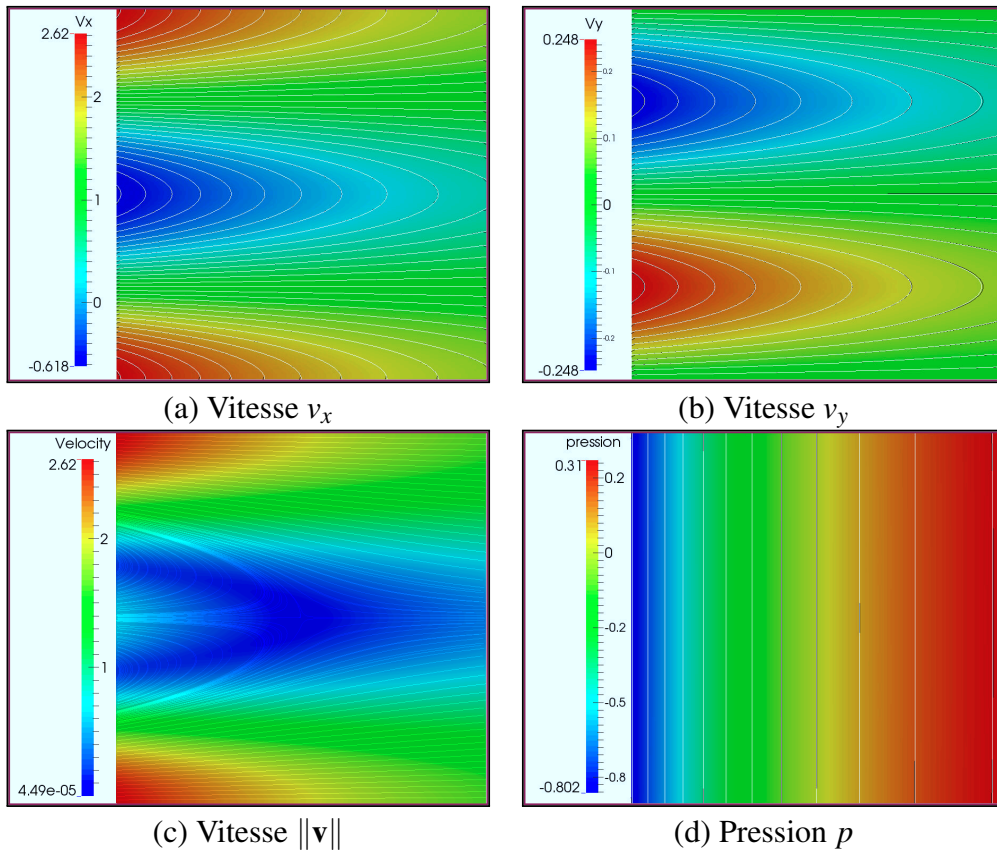 Vx
2.62
2
1
0
-0.618
(a) Vitesse vₓ
Vy
0.248
0.2
0.1
0
-0.1
-0.2
-0.248
(b) Vitesse v_y
Velocity
2.62
2
1
4.49e-05
(c) Vitesse ‖v‖
pression
0.31
0.2
0
-0.2
-0.5
-0.8
-0.802
(d) Pression p